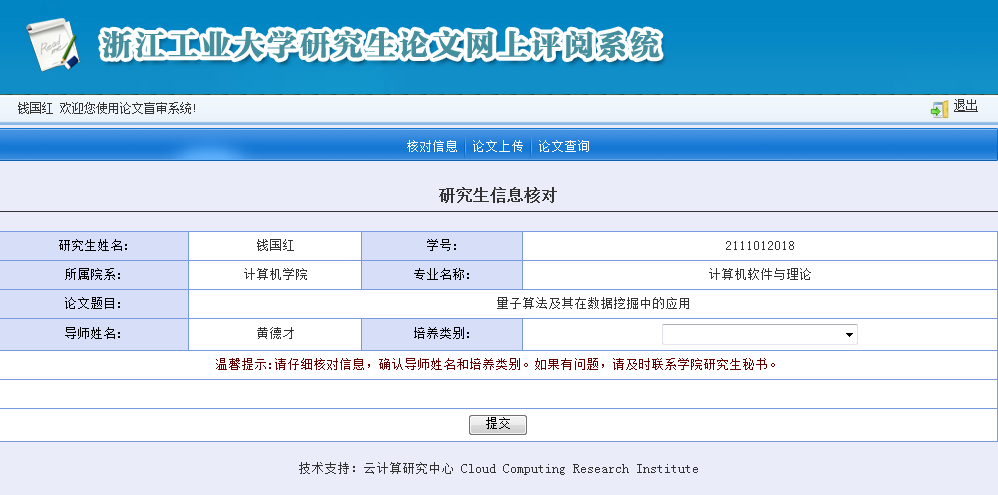 Read me
浙江工业大学研究生论文网上评阅系统
钱国红 欢迎您使用论文盲审系统! 退出
核对信息 论文上传 论文查询
研究生信息核对
研究生姓名: 钱国红 学号: 2111012018
所属院系: 计算机学院 专业名称: 计算机软件与理论
论文题目: 量子算法及其在数据挖掘中的应用
导师姓名: 黄德才 培养类别:
温馨提示:请仔细核对信息，确认导师姓名和培养类别。如果有问题，请及时联系学院研究生秘书。
提交
技术支持: 云计算研究中心 Cloud Computing Research Institute